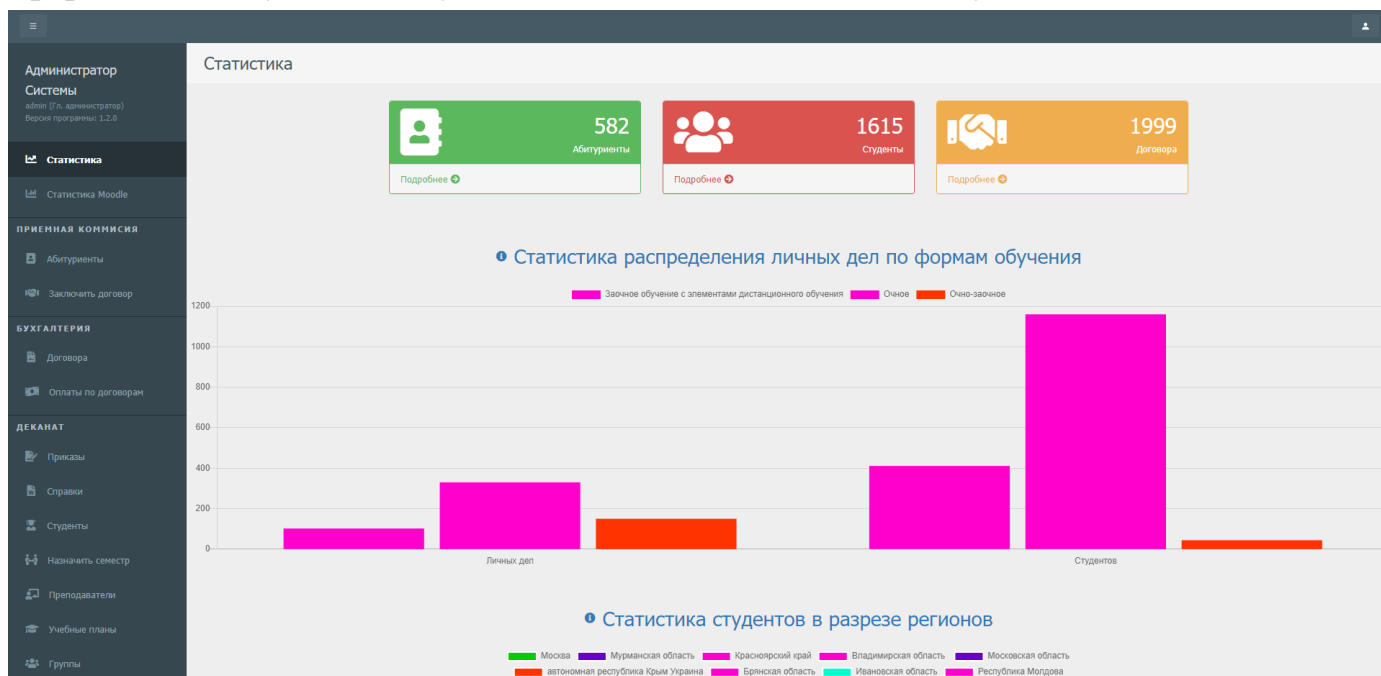 Администратор
Системы
admin (Гл. администратор)
Версия программы: 1.2.0
Статистика
Статистика Moodle
ПРИЕМНАЯ КОММИСИЯ
Абитуриенты
Заключить договор
БУХГАЛТЕРИЯ
Договора
Оплаты по договорам
ДЕКАНАТ
Приказы
Справки
Студенты
Назначить семестр
Преподаватели
Учебные планы
Группы
Статистика
582
Абитуриенты
Подробнее
1615
Студенты
Подробнее
1999
Договора
Подробнее
Статистика распределения личных дел по формам обучения
Заочное обучение с элементами дистанционного обучения Очное Очно-заочное
1200
1000
800
600
400
200
0
Личных дел Студентов
Статистика студентов в разрезе регионов
Москва Мурманская область Красноярский край Владимирская область Московская область
автономная республика Крым Украина Брянская область Ивановская область Республика Молдова